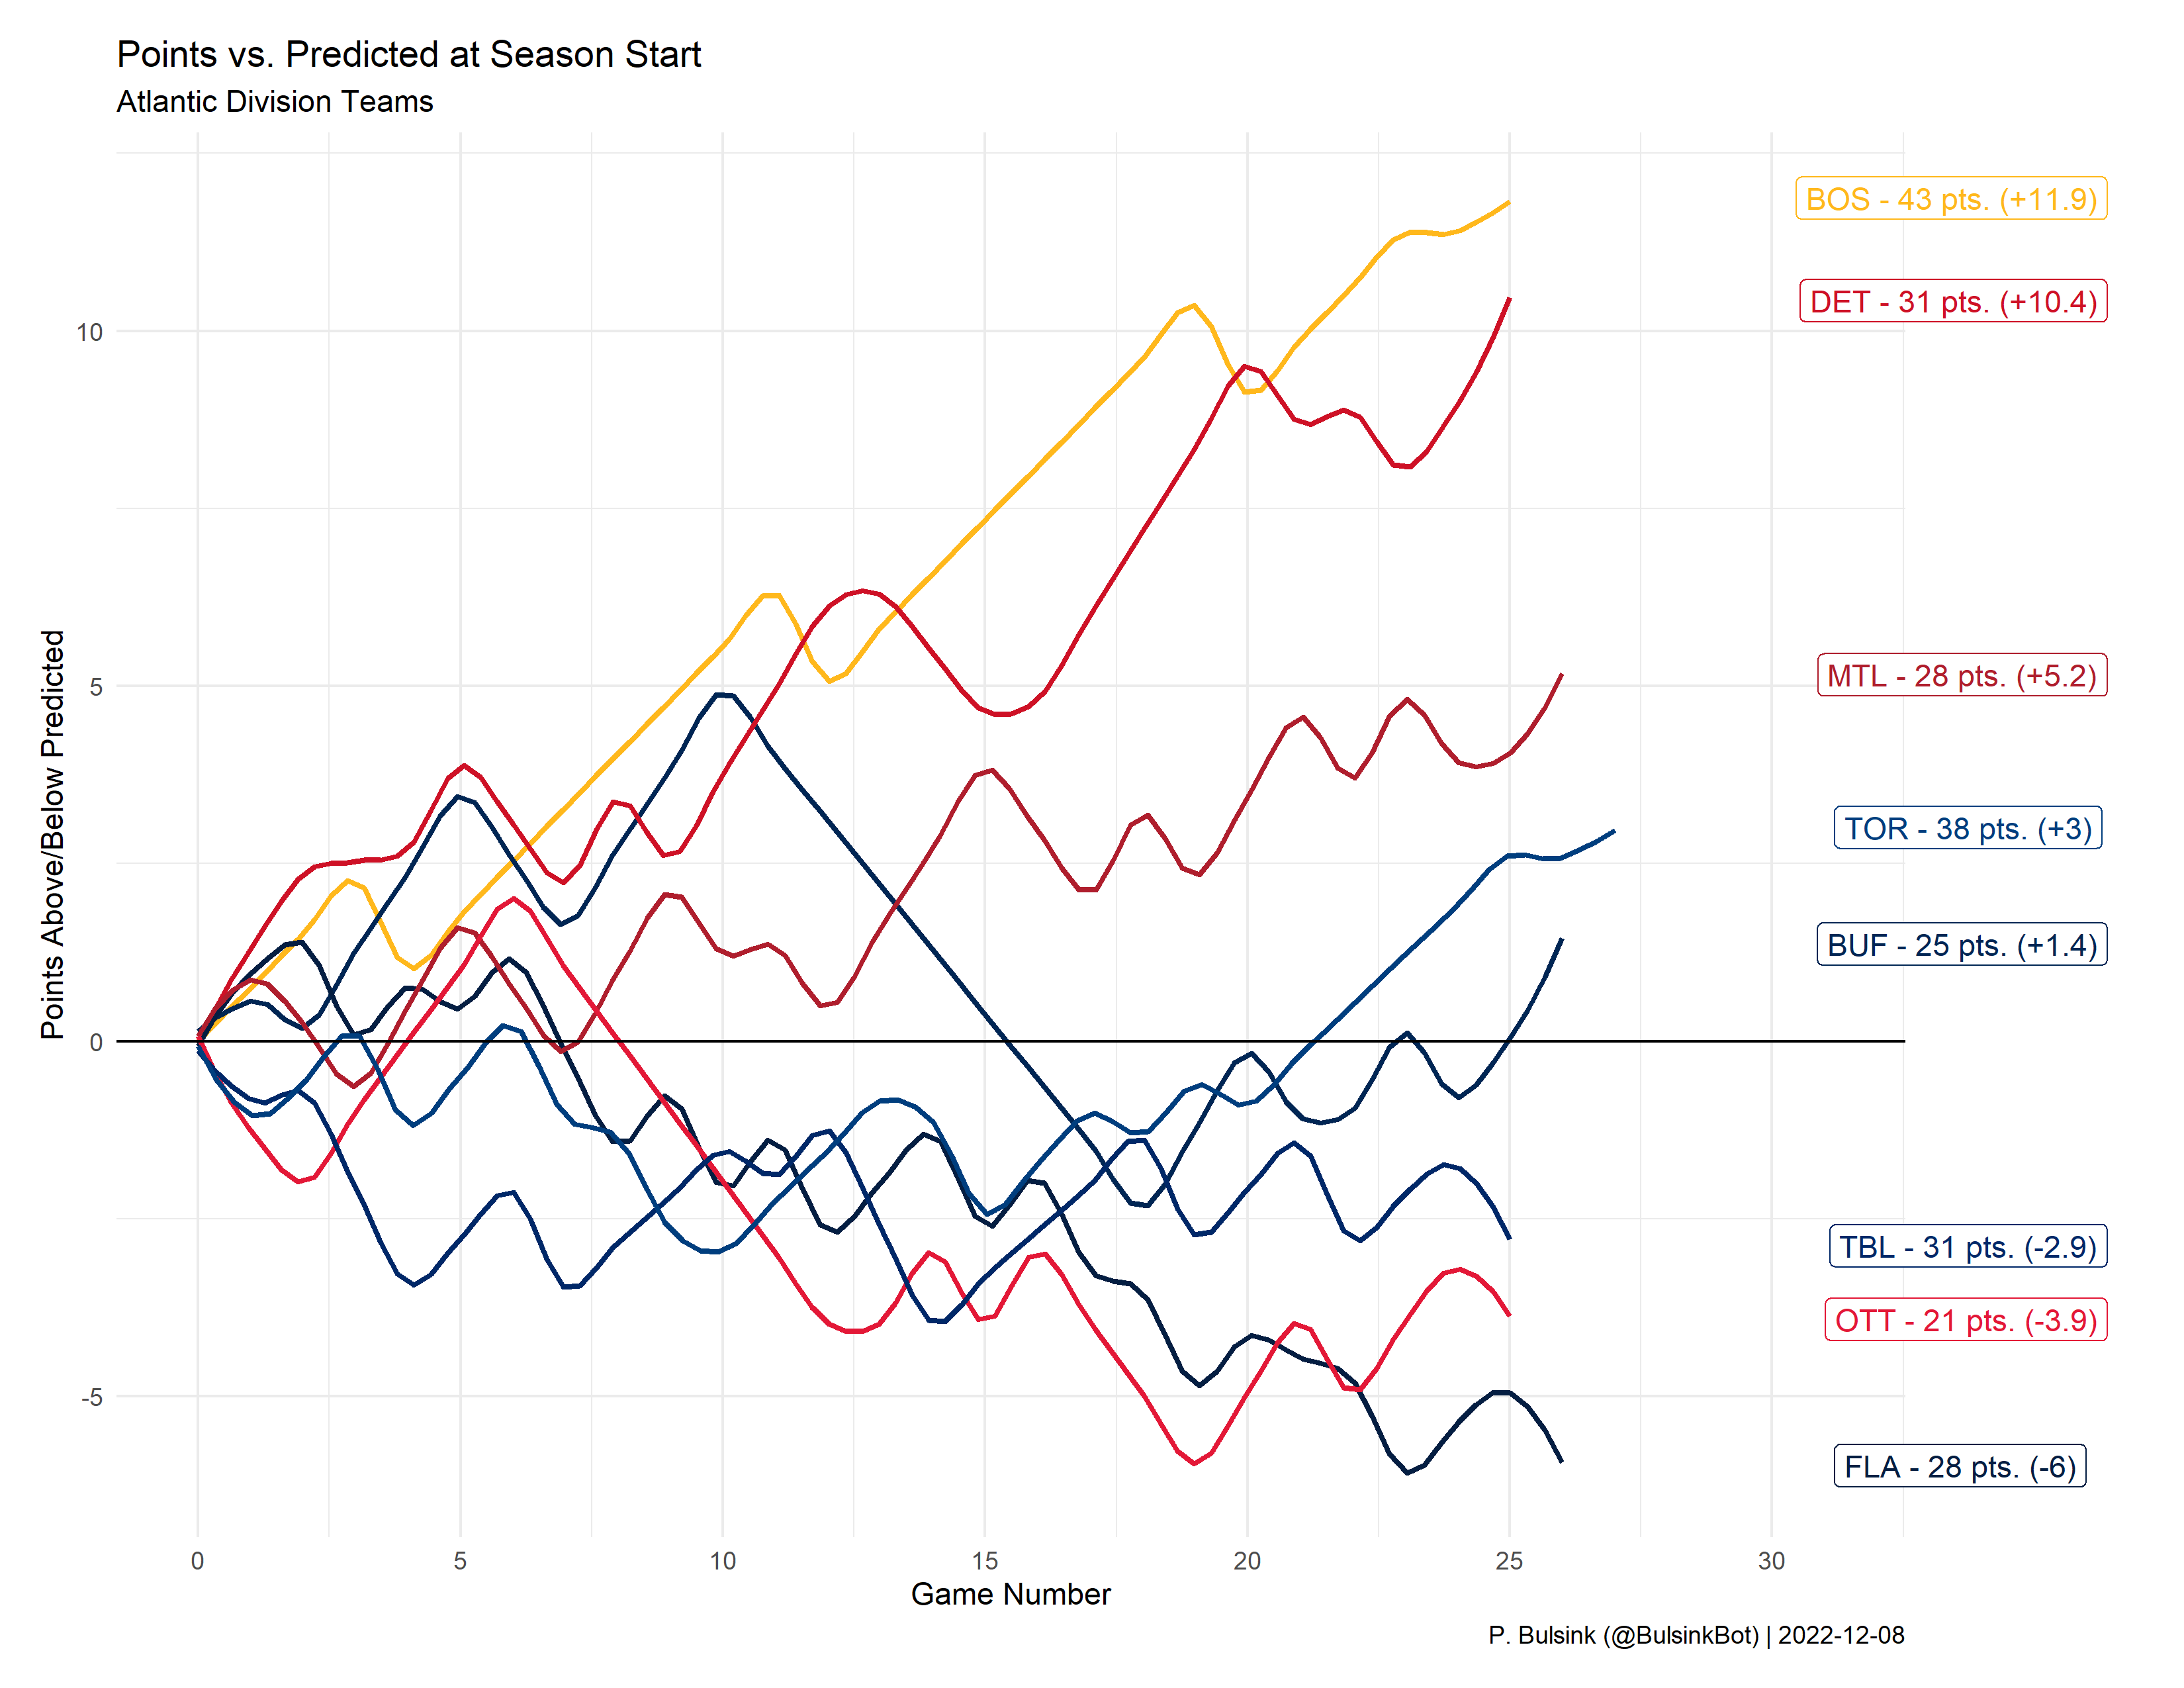 Points vs. Predicted at Season Start
Atlantic Division Teams
Points Above/Below Predicted
10
5
0
-5
BOS - 43 pts. (+11.9)
DET - 31 pts. (+10.4)
MTL - 28 pts. (+5.2)
TOR - 38 pts. (+3)
BUF - 25 pts. (+1.4)
TBL - 31 pts. (-2.9)
OTT - 21 pts. (-3.9)
FLA - 28 pts. (-6)
0 5 10 15 20 25 30
Game Number
P. Bulsink (@BulsinkBot) | 2022-12-08